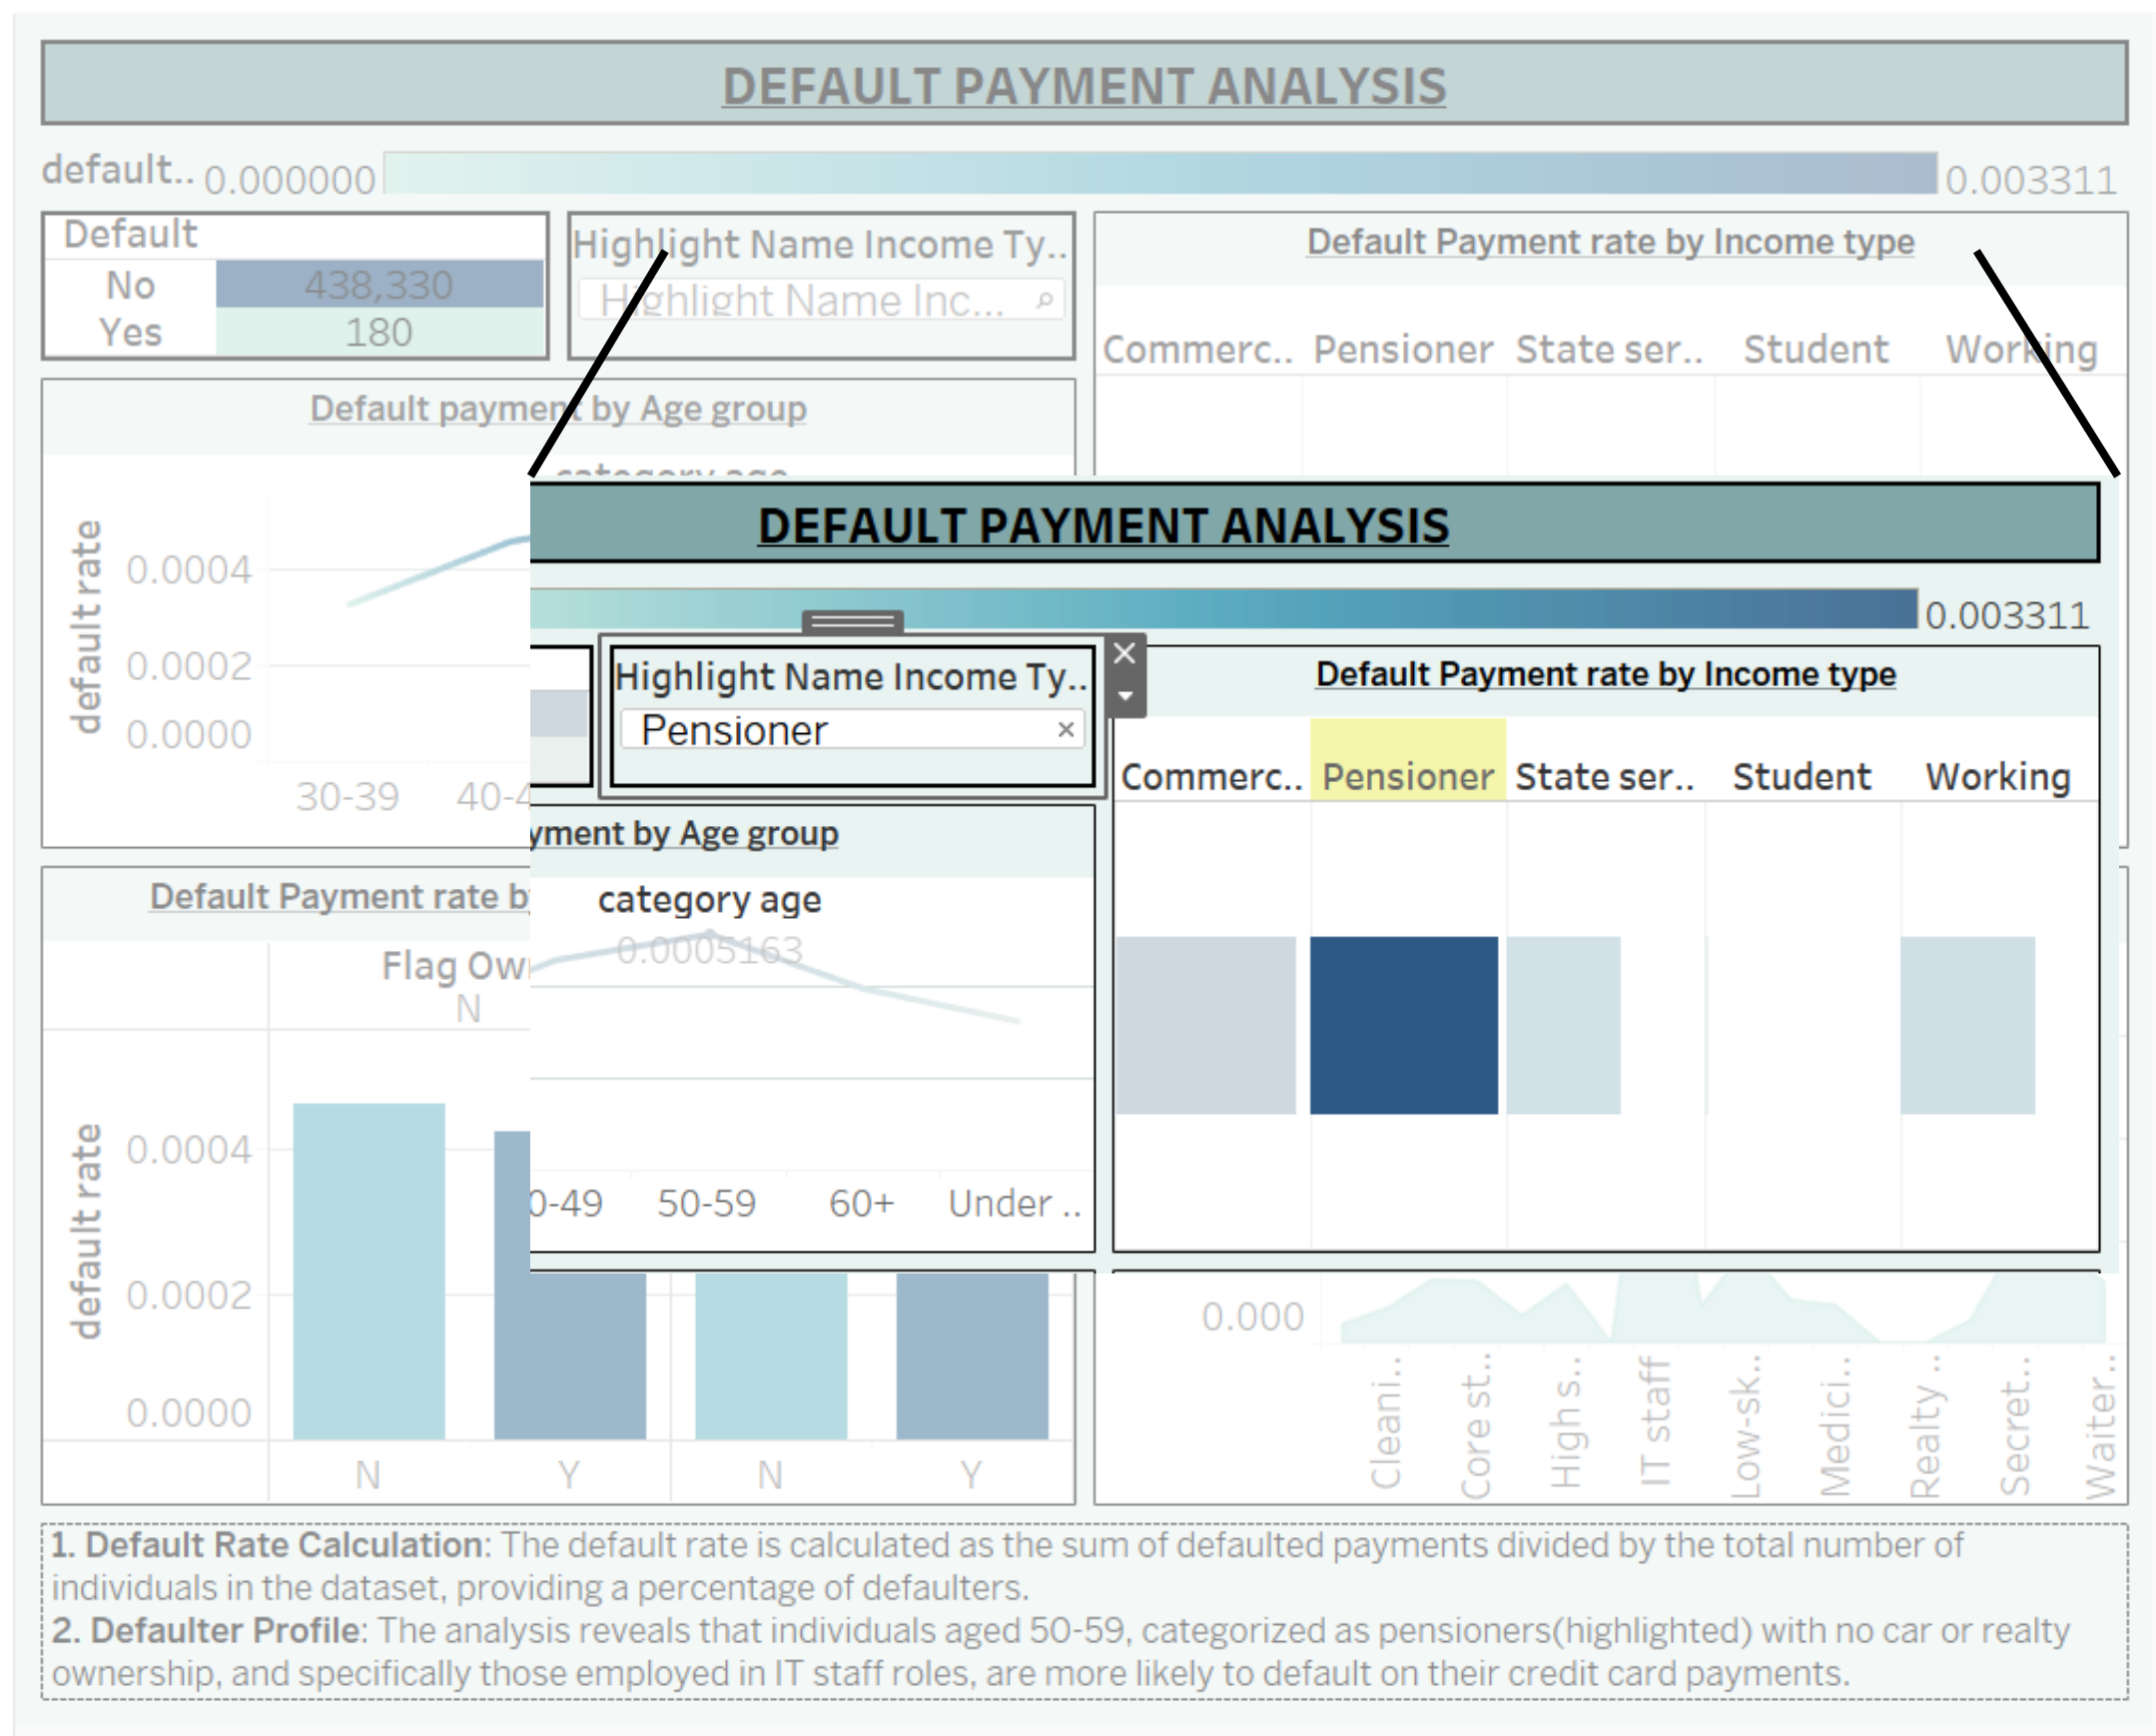 DEFAULT PAYMENT ANALYSIS
default.. 0.000000 0.003311
Default
No 438,330
Yes 180
Highlight Name Income Ty..
Highlight Name Inc...
Default Payment rate by Income type
Commerc.. Pensioner State ser.. Student Working
Default payment by Age group
category age
default rate
0.0004
0.0002
0.0000
30-39 40-4
DEFAULT PAYMENT ANALYSIS
0.003311
Highlight Name Income Ty..
Pensioner
Default Payment rate by Income type
Commerc.. Pensioner State ser.. Student Working
yment by Age group
category age
0.0005163
0-49 50-59 60+ Under ..
Default Payment rate b
Flag Ow
N
default rate
0.0004
0.0002
0.0000
N Y N Y
0.000
Cleani..
Core st..
High s..
IT staff
Low-sk..
Medici..
Realty ..
Secret..
Waiter..
1. Default Rate Calculation: The default rate is calculated as the sum of defaulted payments divided by the total number of
individuals in the dataset, providing a percentage of defaulters.
2. Defaulter Profile: The analysis reveals that individuals aged 50-59, categorized as pensioners(highlighted) with no car or realty
ownership, and specifically those employed in IT staff roles, are more likely to default on their credit card payments.